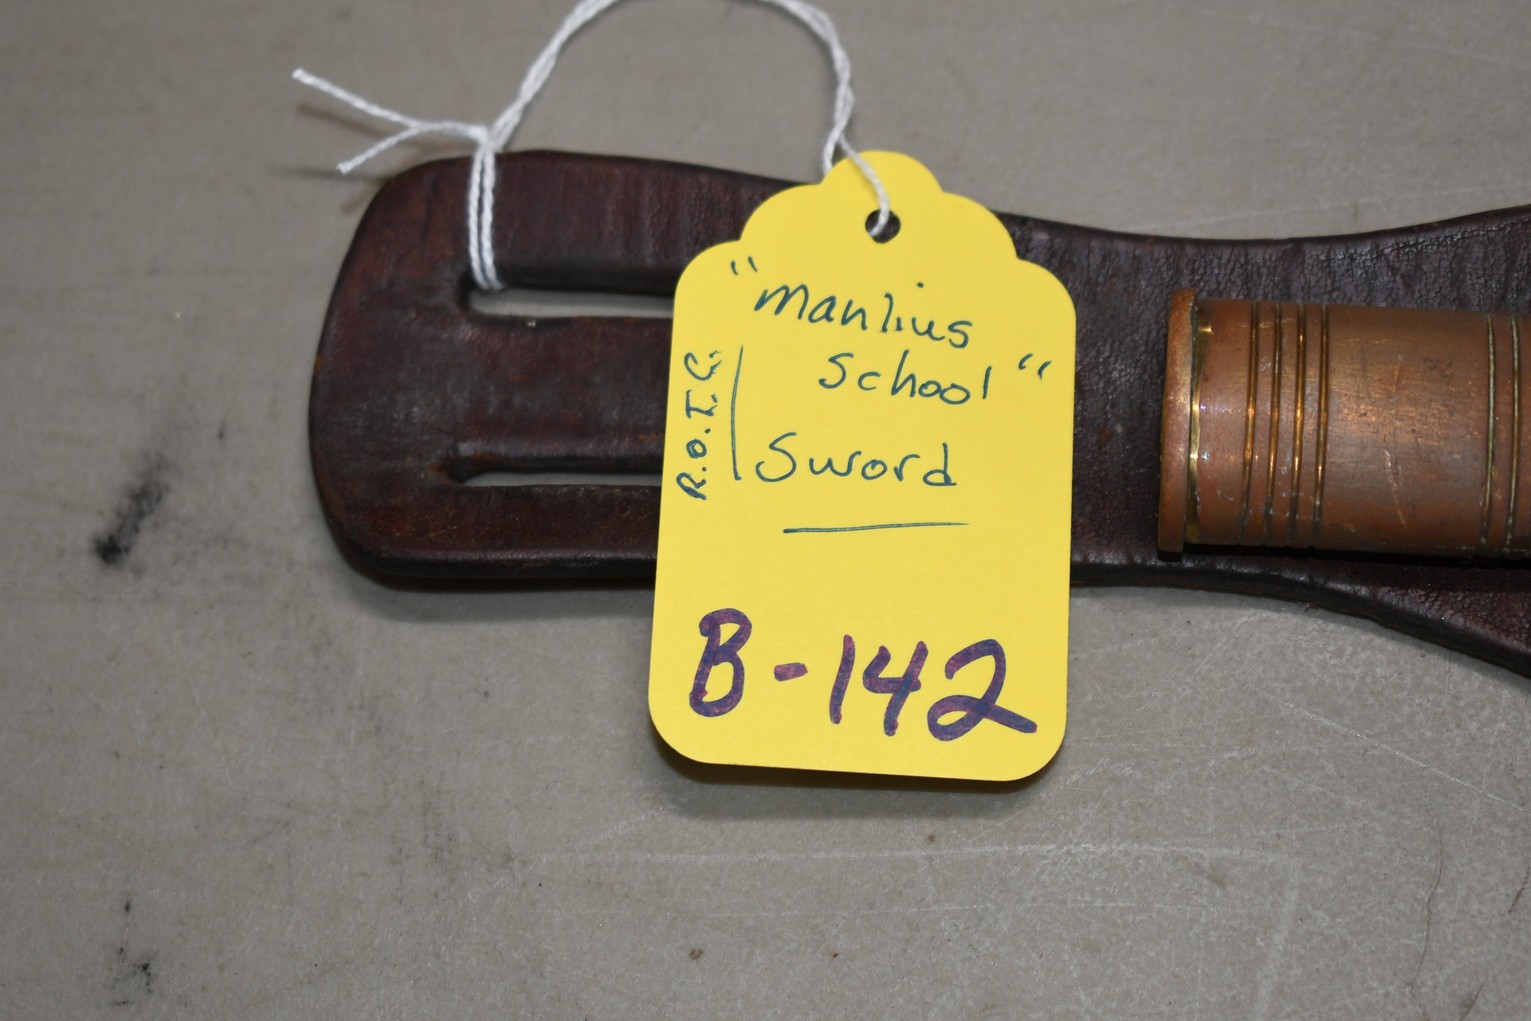 "Manlius
School"
R.O.T.C.
Sword
B-142